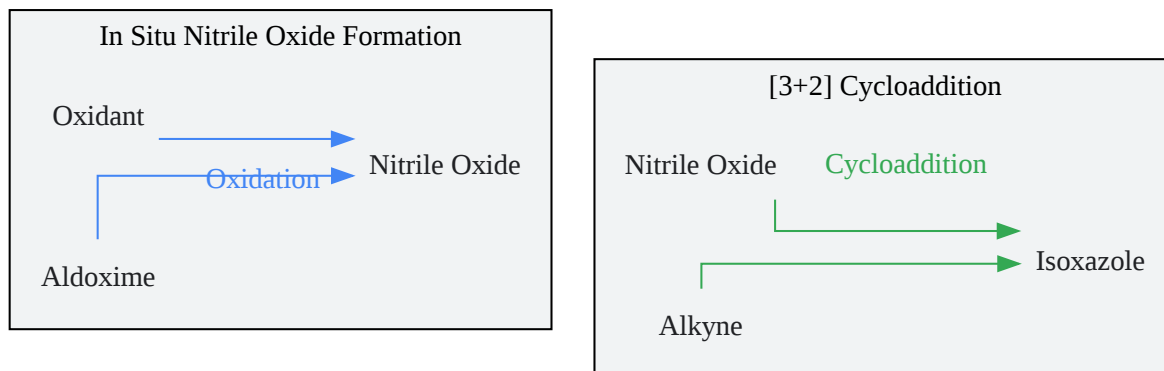 In Situ Nitrile Oxide Formation
Oxidant
Nitrile Oxide
Oxidation
Aldoxime
[3+2] Cycloaddition
Nitrile Oxide
Cycloaddition
Isoxazole
Alkyne